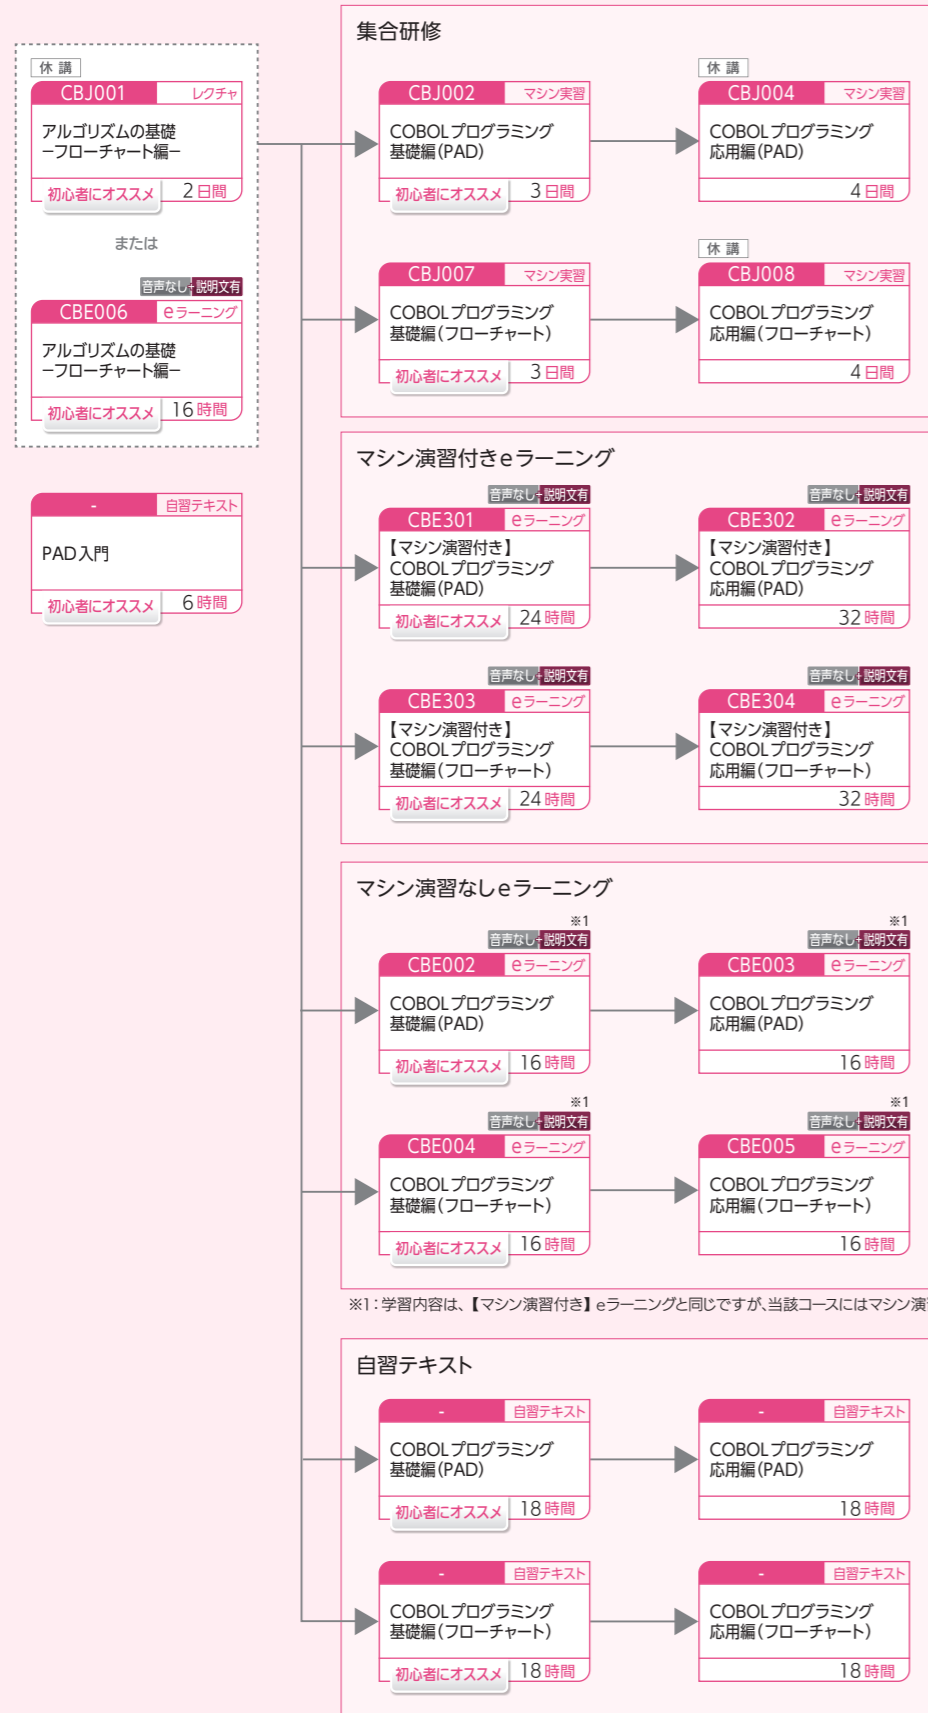 休 講
CBJ001 レクチャ
アルゴリズムの基礎
−フローチャート編−
初心者にオススメ 2日間
または
音声なし+説明文有
CBE006 eラーニング
アルゴリズムの基礎
−フローチャート編−
初心者にオススメ 16時間
- 自習テキスト
PAD入門
初心者にオススメ 6時間
集合研修
CBJ002 マシン実習
COBOLプログラミング
基礎編(PAD)
初心者にオススメ 3日間
休 講
CBJ004 マシン実習
COBOLプログラミング
応用編(PAD)
4日間
CBJ007 マシン実習
COBOLプログラミング
基礎編(フローチャート)
初心者にオススメ 3日間
休 講
CBJ008 マシン実習
COBOLプログラミング
応用編(フローチャート)
4日間
マシン演習付きeラーニング
音声なし+説明文有
CBE301 eラーニング
【マシン演習付き】
COBOLプログラミング
基礎編(PAD)
初心者にオススメ 24時間
音声なし+説明文有
CBE302 eラーニング
【マシン演習付き】
COBOLプログラミング
応用編(PAD)
32時間
音声なし+説明文有
CBE303 eラーニング
【マシン演習付き】
COBOLプログラミング
基礎編(フローチャート)
初心者にオススメ 24時間
音声なし+説明文有
CBE304 eラーニング
【マシン演習付き】
COBOLプログラミング
応用編(フローチャート)
32時間
マシン演習なしeラーニング
※1
音声なし+説明文有
CBE002 eラーニング
COBOLプログラミング
基礎編(PAD)
初心者にオススメ 16時間
※1
音声なし+説明文有
CBE003 eラーニング
COBOLプログラミング
応用編(PAD)
16時間
※1
音声なし+説明文有
CBE004 eラーニング
COBOLプログラミング
基礎編(フローチャート)
初心者にオススメ 16時間
※1
音声なし+説明文有
CBE005 eラーニング
COBOLプログラミング
応用編(フローチャート)
16時間
※1:学習内容は、【マシン演習付き】eラーニングと同じですが、当該コースにはマシン演
自習テキスト
- 自習テキスト
COBOLプログラミング
基礎編(PAD)
初心者にオススメ 18時間
- 自習テキスト
COBOLプログラミング
応用編(PAD)
18時間
- 自習テキスト
COBOLプログラミング
基礎編(フローチャート)
初心者にオススメ 18時間
- 自習テキスト
COBOLプログラミング
応用編(フローチャート)
18時間